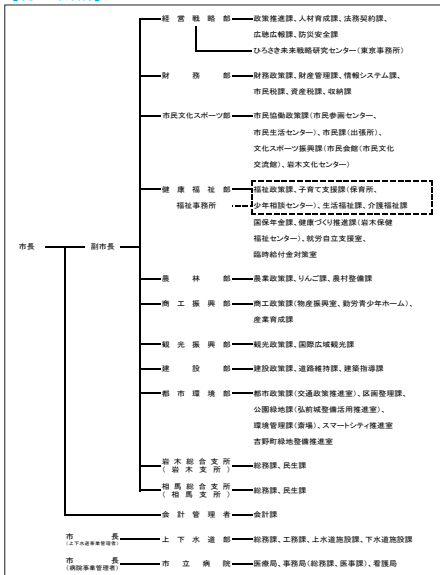 経営戦略部 政策推進課、人材育成課、法務契約課、
広聴広報課、防災安全課
ひろさき未来戦略研究センター（東京事務所）
財務部 財務政策課、財産管理課、情報システム課、
市民税課、資産税課、収納課
市民文化スポーツ部 市民協働政策課（市民参画センター、
市民生活センター）、市民課（出張所）、
文化スポーツ振興課（市民会館（市民文化
交流館）、岩木文化センター）
健康福祉部 福祉政策課、子育て支援課（保育所、
福祉事務所 少年相談センター）、生活福祉課、介護福祉課
国保年金課、健康づくり推進課（岩木保健
福祉センター）、就労自立支援室、
臨時給付金対策室
市長 副市長
農林部 農業政策課、りんご課、農村整備課
商工振興部 商工政策課（物産振興室、勤労青少年ホーム）、
産業育成課
観光振興部 観光政策課、国際広域観光課
建設部 建設政策課、道路維持課、建築指導課
都市環境部 都市政策課（交通政策推進室）、区画整理課、
公園緑地課（弘前城整備活用推進室）、
環境管理課（斎場）、スマートシティ推進室
吉野町緑地整備推進室
岩木総合支所 総務課、民生課
（岩木支所）
相馬総合支所 総務課、民生課
（相馬支所）
会計管理者 会計課
市長 上下水道部 総務課、工務課、上水道施設課、下水道施設課
（上下水道事業管理者）
市長 市立病院 医療局、事務局（総務課、医事課）、看護局
（病院事業管理者）